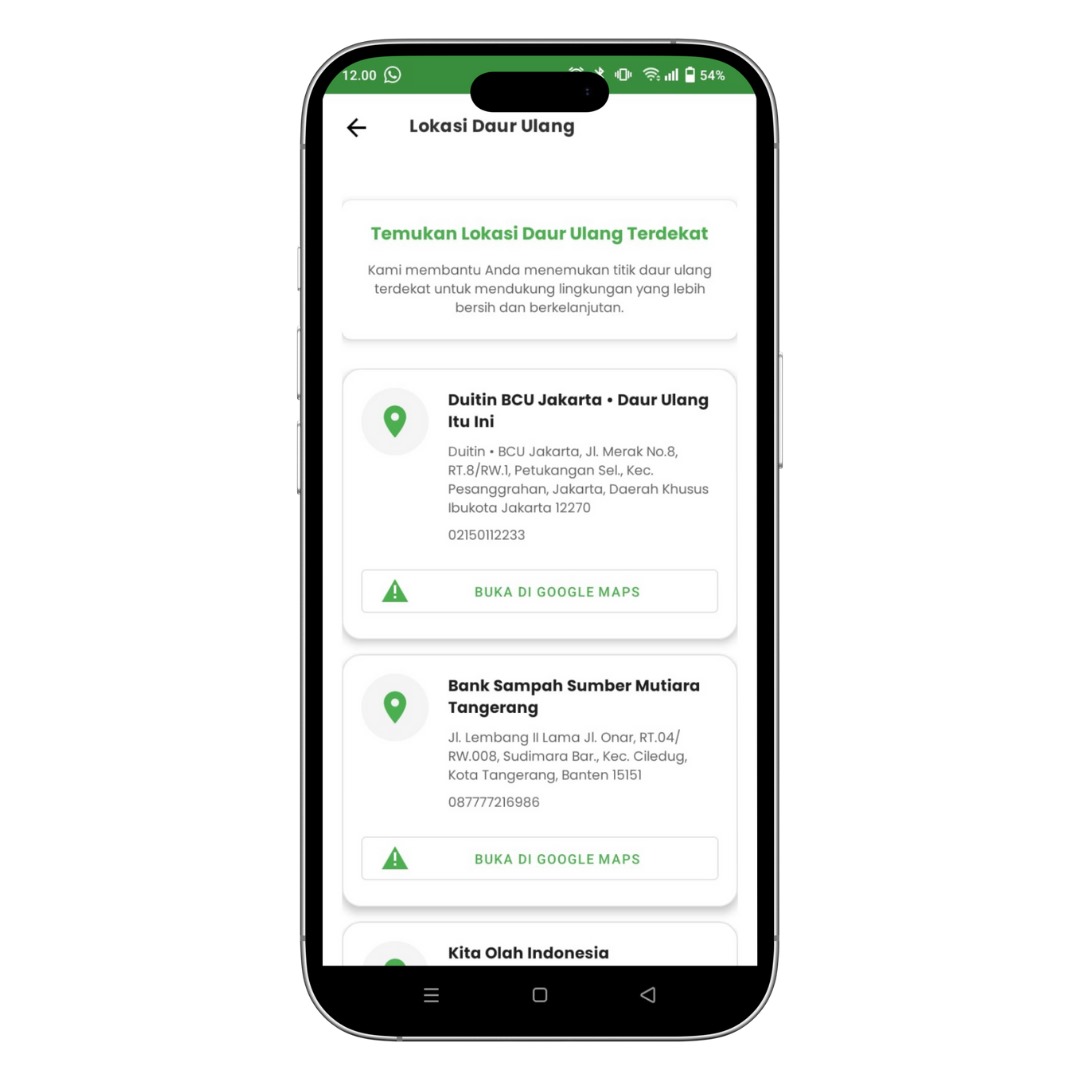 12.00 54%
Lokasi Daur Ulang
Temukan Lokasi Daur Ulang Terdekat
Kami membantu Anda menemukan titik daur ulang
terdekat untuk mendukung lingkungan yang lebih
bersih dan berkelanjutan.
Duitin BCU Jakarta • Daur Ulang
Itu Ini
Duitin • BCU Jakarta, Jl. Merak No.8,
RT.8/RW.1, Petukangan Sel., Kec.
Pesanggrahan, Jakarta, Daerah Khusus
Ibukota Jakarta 12270
02150112233
BUKA DI GOOGLE MAPS
Bank Sampah Sumber Mutiara
Tangerang
Jl. Lembang II Lama Jl. Onar, RT.04/
RW.008, Sudimara Bar., Kec. Ciledug,
Kota Tangerang, Banten 15151
087777216986
BUKA DI GOOGLE MAPS
Kita Olah Indonesia